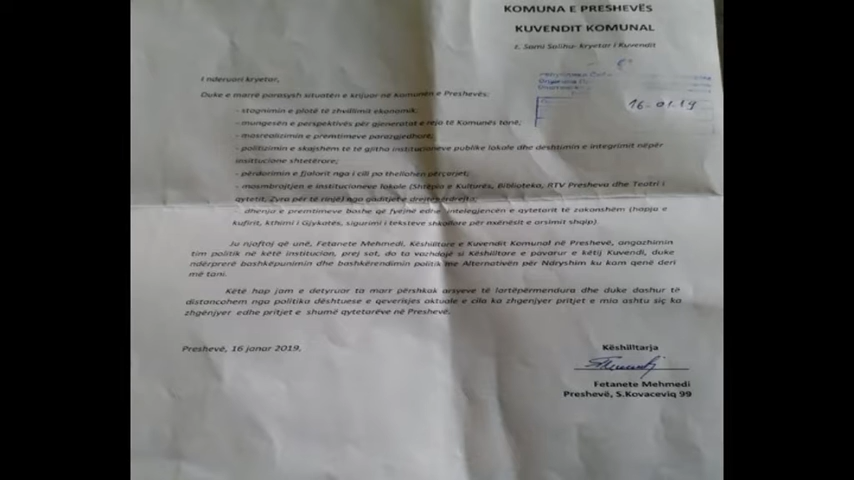 KOMUNA E PRESHEVËS
KUVENDIT KOMUNAL
z. Sami Salihu- kryetar i Kuvendit
16-01.19
I nderuari kryetar,
Duke e marrë parasysh situatën e krijuar në Komunën e Preshevës:
- stagnimin e plotë të zhvillimit ekonomik;
- mungesën e perspektivës për gjeneratat e reja të Komunës tonë;
- mosrealizimin e premtimeve parazgjedhore;
- politizimin e skajshëm të të gjitha institucioneve publike lokale dhe dështimin e integrimit nëpër
institucione shtetërore;
- përdorimin e fjalorit nga i cili po thellohen përçarjet;
- mosmbrojtjen e institucioneve lokale (Shtëpia e Kulturës, Biblioteka, RTV Presheva dhe Teatri i
qytetit, Zyra për të rinjë) nga goditjet e drejtpërdrejta;
- dhënia e premtimeve boshe që fyejnë edhe inteligjencën e qytetarit të zakonshëm (hapja e
kufirit, kthimi i Gjykatës, sigurimi i teksteve shkollore për nxënësit e arsimit shqip).
Ju njoftoj që unë, Fetanete Mehmedi, Këshilltare e Kuvendit Komunal në Preshevë, angazhimin
tim politik në këtë institucion, prej sot, do ta vazhdojë si Këshilltare e pavarur e këtij Kuvendi, duke
ndërprerë bashkëpunimin dhe bashkërendimin politik me Alternativën për Ndryshim ku kam qenë deri
më tani.
Këtë hap jam e detyruar ta marr përshkak arsyeve të lartëpërmendura dhe duke dashur të
distancohem nga politika dështuese e qeverisjes aktuale e cila ka zhgënjyer pritjet e mia ashtu siç ka
zhgënjyer edhe pritjet e shumë qytetarëve në Preshevë.
Preshevë, 16 janar 2019,
Këshilltarja
Fetanete Mehmedi
Preshevë, S.Kovaceviq 99